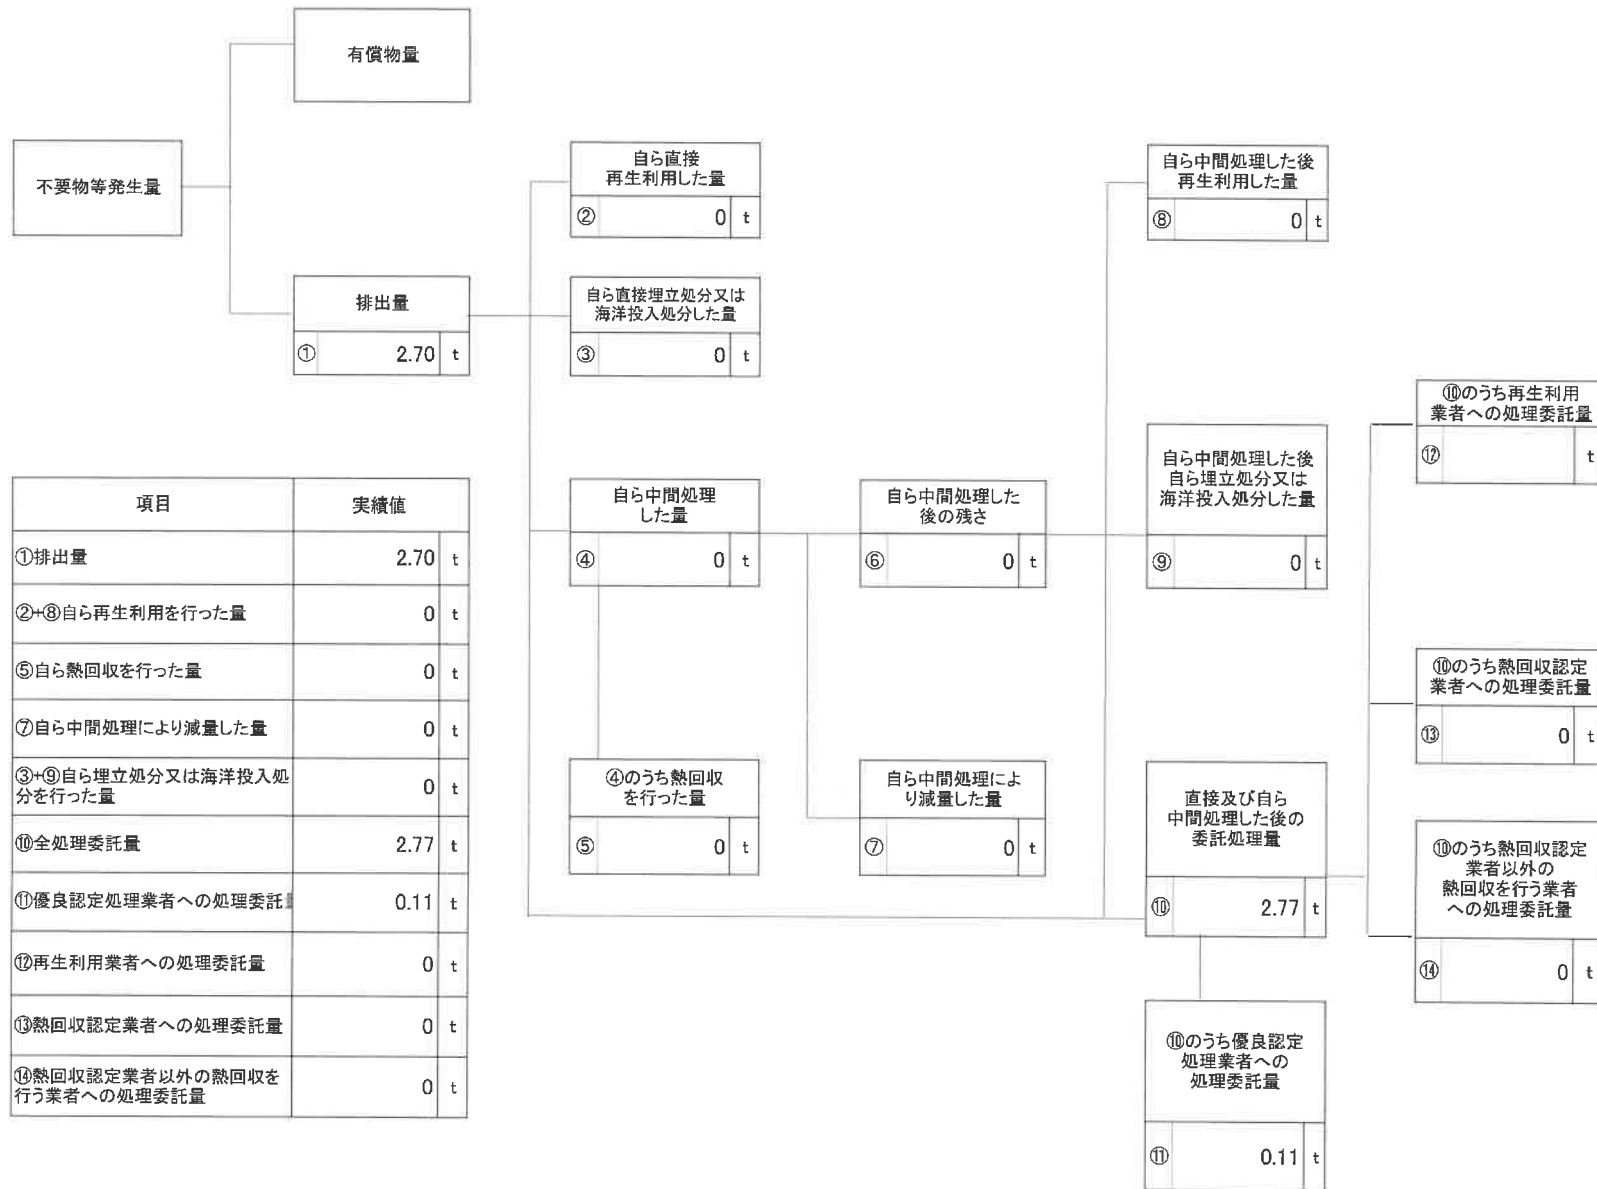 有償物量
不要物等発生量
自ら直接
再生利用した量
② 0 t
自ら中間処理した後
再生利用した量
⑧ 0 t
排出量
① 2.70 t
自ら直接埋立処分又は
海洋投入処分した量
③ 0 t
⑩のうち再生利用
業者への処理委託量
⑫ t
自ら中間処理
した量
④ 0 t
自ら中間処理した
後の残さ
⑥ 0 t
自ら中間処理した後
自ら埋立処分又は
海洋投入処分した量
⑨ 0 t
⑩のうち熱回収認定
業者への処理委託量
⑬ 0 t
④のうち熱回収
を行った量
⑤ 0 t
自ら中間処理によ
り減量した量
⑦ 0 t
直接及び自ら
中間処理した後の
委託処理量
⑩ 2.77 t
⑩のうち熱回収認定
業者以外の
熱回収を行う業者
への処理委託量
⑭ 0 t
⑩のうち優良認定
処理業者への
処理委託量
⑪ 0.11 t
項目 実績値
①排出量 2.70 t
②+⑧自ら再生利用を行った量 0 t
⑤自ら熱回収を行った量 0 t
⑦自ら中間処理により減量した量 0 t
③+⑨自ら埋立処分又は海洋投入処
分を行った量 0 t
⑩全処理委託量 2.77 t
⑪優良認定処理業者への処理委託 0.11 t
⑫再生利用業者への処理委託量 0 t
⑬熱回収認定業者への処理委託量 0 t
⑭熱回収認定業者以外の熱回収を
行う業者への処理委託量 0 t